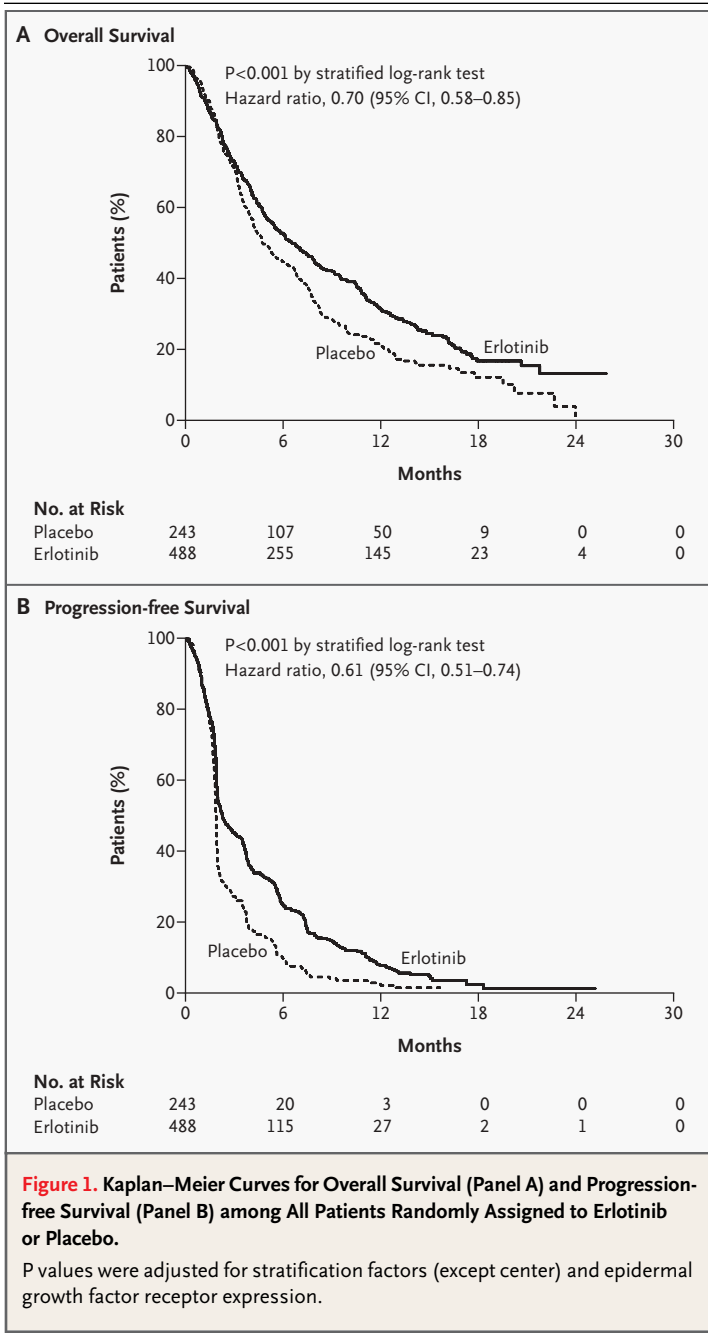 A Overall Survival
100
80
60
40
20
0
Patients (%)
P<0.001 by stratified log-rank test
Hazard ratio, 0.70 (95% CI, 0.58–0.85)
Placebo
Erlotinib
0 6 12 18 24 30
Months
No. at Risk
Placebo 243 107 50 9 0 0
Erlotinib 488 255 145 23 4 0
B Progression-free Survival
100
80
60
40
20
0
Patients (%)
P<0.001 by stratified log-rank test
Hazard ratio, 0.61 (95% CI, 0.51–0.74)
Placebo
Erlotinib
0 6 12 18 24 30
Months
No. at Risk
Placebo 243 20 3 0 0 0
Erlotinib 488 115 27 2 1 0
Figure 1. Kaplan–Meier Curves for Overall Survival (Panel A) and Progression-
free Survival (Panel B) among All Patients Randomly Assigned to Erlotinib
or Placebo.
P values were adjusted for stratification factors (except center) and epidermal
growth factor receptor expression.